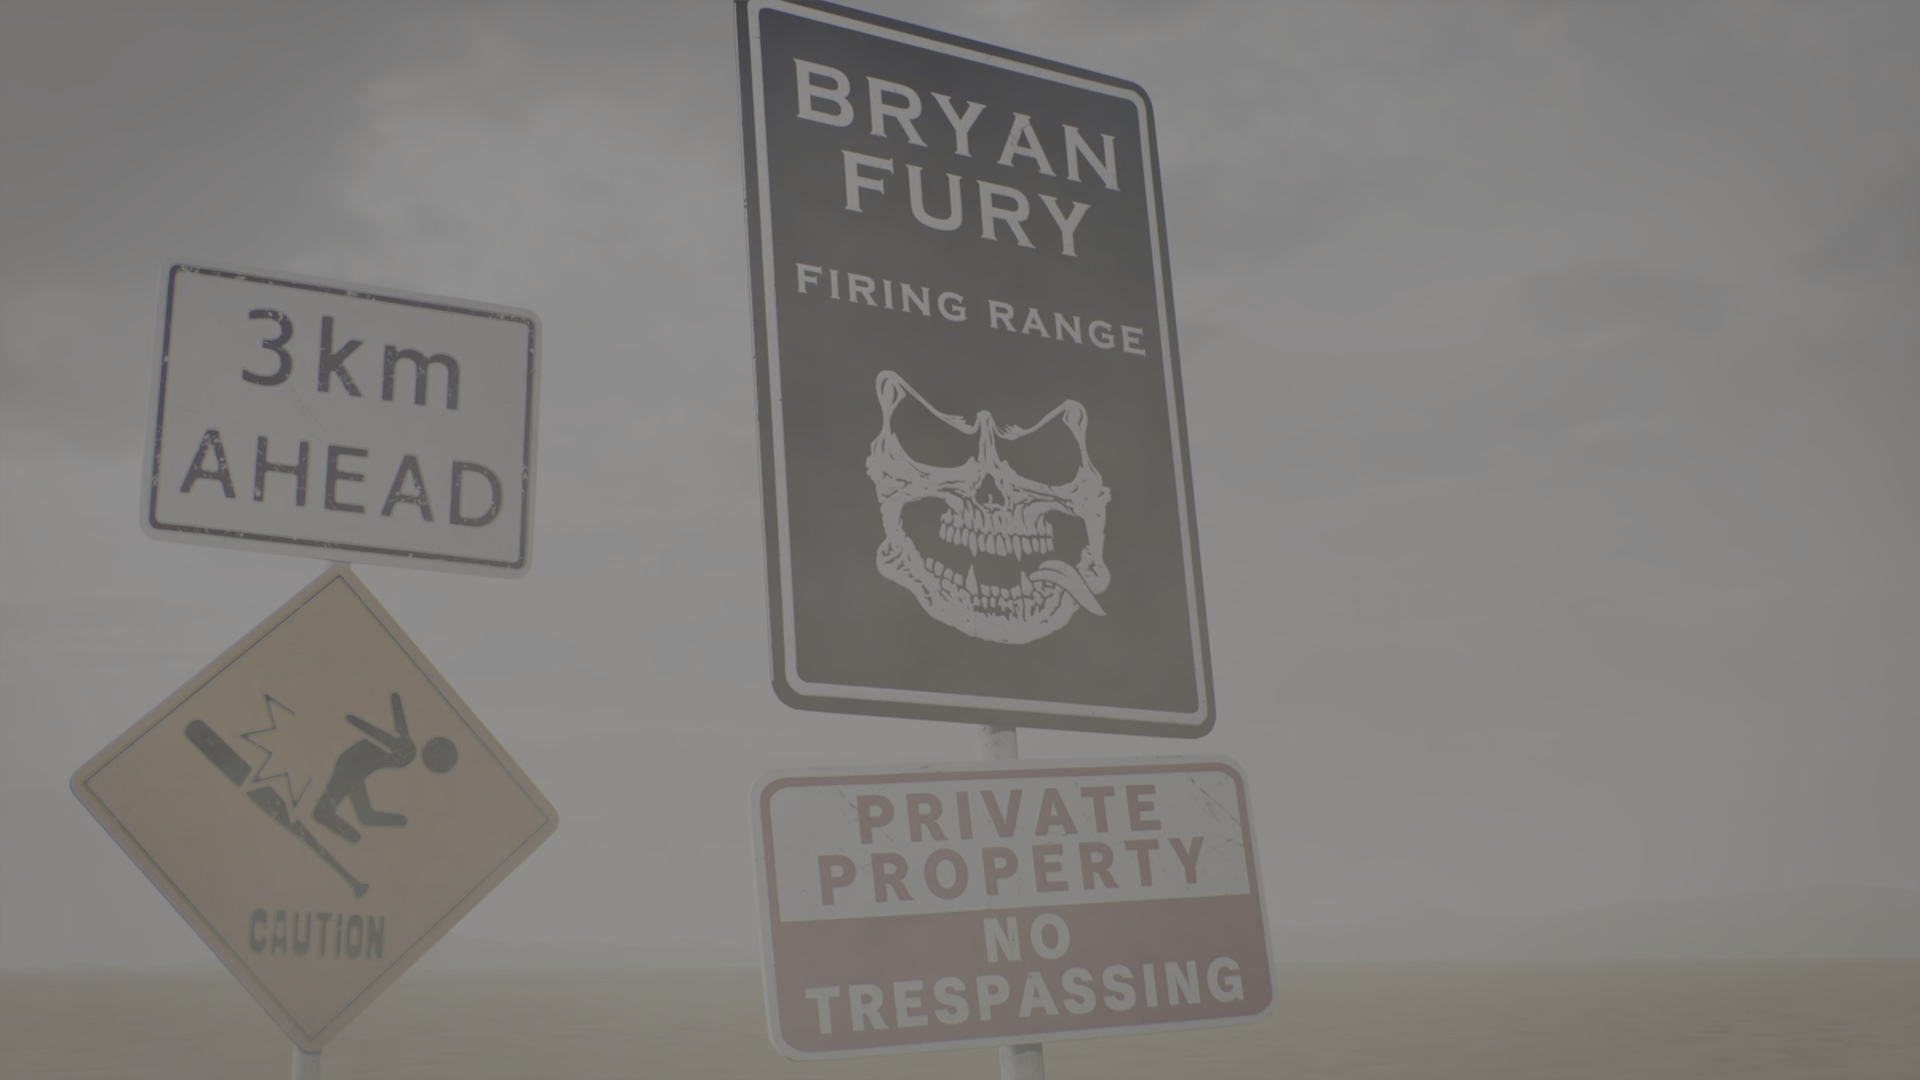 3km
AHEAD
CAUTION
BRYAN
FURY
FIRING RANGE
PRIVATE
PROPERTY
NO
TRESPASSING